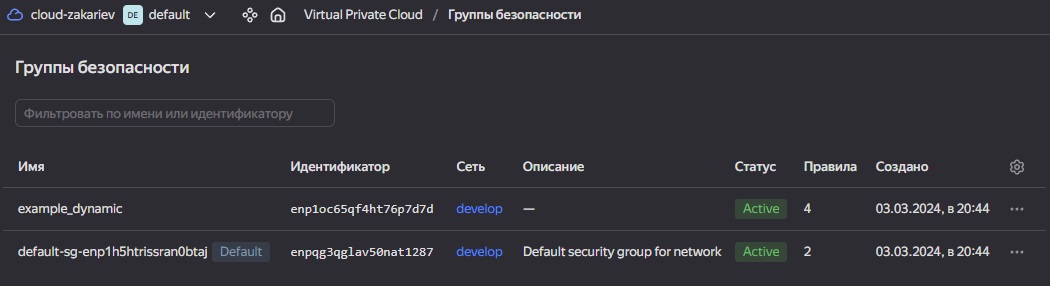 cloud-zakariev DE default Virtual Private Cloud / Группы безопасности
Группы безопасности
Фильтровать по имени или идентификатору
Имя Идентификатор Сеть Описание Статус Правила Создано
example_dynamic enp1oc65qf4ht76p7d7d develop — Active 4 03.03.2024, в 20:44
default-sg-enp1h5htrissran0btaj Default enpqg3qglav50nat1287 develop Default security group for network Active 2 03.03.2024, в 20:44